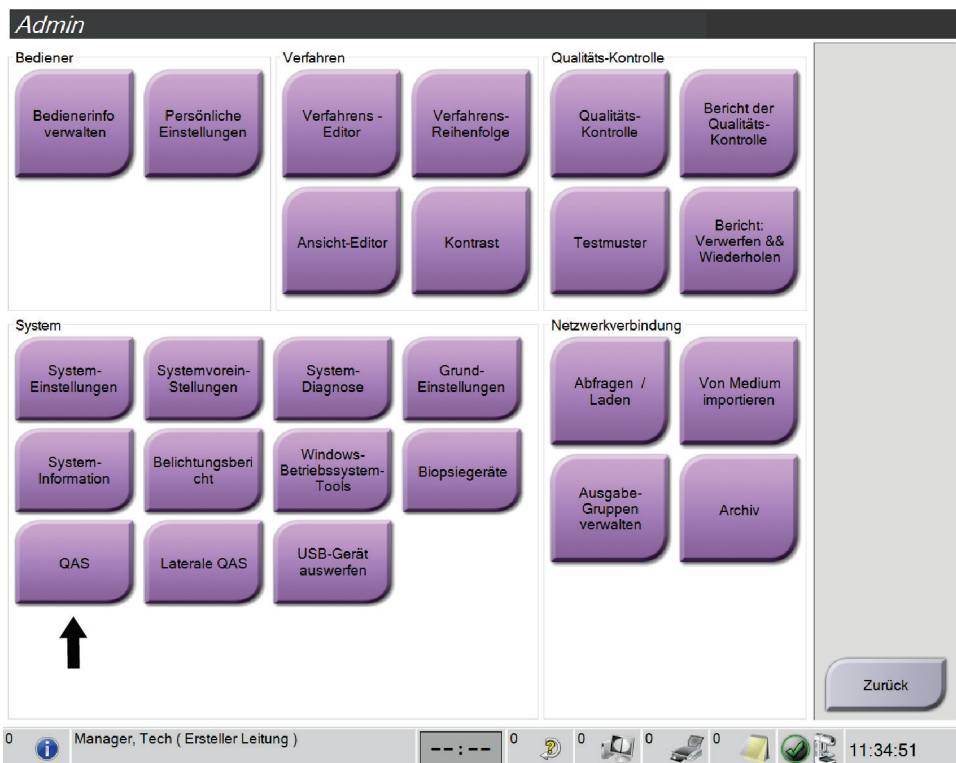 Admin
Bediener
Bedienerinfo
verwalten
Persönliche
Einstellungen
Verfahren
Verfahrens -
Editor
Verfahrens-
Reihenfolge
Ansicht-Editor
Kontrast
Qualitäts-Kontrolle
Qualitäts-
Kontrolle
Bericht der
Qualitäts-
Kontrolle
Testmuster
Bericht:
Verwerfen &&
Wiederholen
System
System-
Einstellungen
Systemvorein-
Stellungen
System-
Diagnose
Grund-
Einstellungen
System-
Information
Belichtungsberi
cht
Windows-
Betriebssystem-
Tools
Biopsiegeräte
QAS
Laterale QAS
USB-Gerät
auswerfen
Netzwerkverbindung
Abfragen /
Laden
Von Medium
importieren
Ausgabe-
Gruppen
verwalten
Archiv
Zurück
0
Manager, Tech ( Ersteller Leitung )
--:--
0
0
0
0
11:34:51